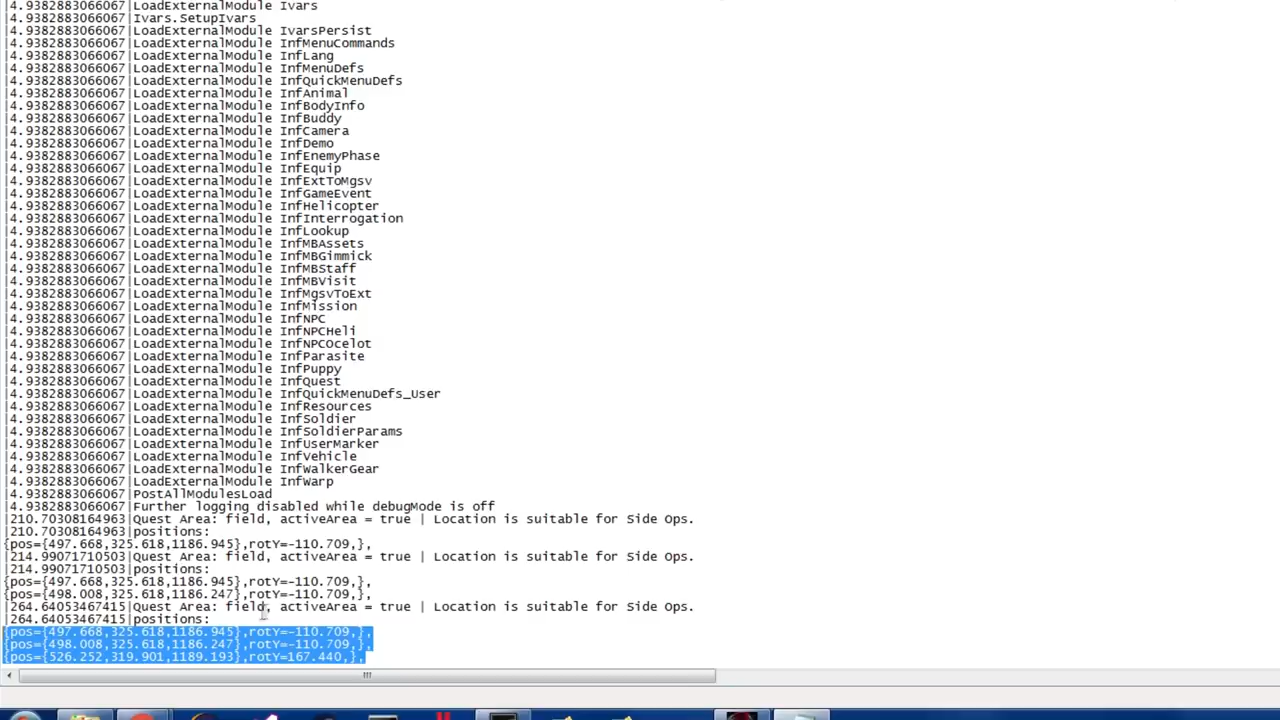 |4.9382883066067|LoadExternalModule Ivars
|4.9382883066067|Ivars.SetupIvars
|4.9382883066067|LoadExternalModule IvarsPersist
|4.9382883066067|LoadExternalModule InfMenuCommands
|4.9382883066067|LoadExternalModule InfLang
|4.9382883066067|LoadExternalModule InfMenuDefs
|4.9382883066067|LoadExternalModule InfQuickMenuDefs
|4.9382883066067|LoadExternalModule InfAnimal
|4.9382883066067|LoadExternalModule InfBodyInfo
|4.9382883066067|LoadExternalModule InfBuddy
|4.9382883066067|LoadExternalModule InfCamera
|4.9382883066067|LoadExternalModule InfDemo
|4.9382883066067|LoadExternalModule InfEnemyPhase
|4.9382883066067|LoadExternalModule InfEquip
|4.9382883066067|LoadExternalModule InfExtToMgsv
|4.9382883066067|LoadExternalModule InfGameEvent
|4.9382883066067|LoadExternalModule InfHelicopter
|4.9382883066067|LoadExternalModule InfInterrogation
|4.9382883066067|LoadExternalModule InfLookup
|4.9382883066067|LoadExternalModule InfMBAssets
|4.9382883066067|LoadExternalModule InfMBGimmick
|4.9382883066067|LoadExternalModule InfMBStaff
|4.9382883066067|LoadExternalModule InfMBVisit
|4.9382883066067|LoadExternalModule InfMgsvToExt
|4.9382883066067|LoadExternalModule InfMission
|4.9382883066067|LoadExternalModule InfNPC
|4.9382883066067|LoadExternalModule InfNPCHeli
|4.9382883066067|LoadExternalModule InfNPCOcelot
|4.9382883066067|LoadExternalModule InfParasite
|4.9382883066067|LoadExternalModule InfPuppy
|4.9382883066067|LoadExternalModule InfQuest
|4.9382883066067|LoadExternalModule InfQuickMenuDefs_User
|4.9382883066067|LoadExternalModule InfResources
|4.9382883066067|LoadExternalModule InfSoldier
|4.9382883066067|LoadExternalModule InfSoldierParams
|4.9382883066067|LoadExternalModule InfUserMarker
|4.9382883066067|LoadExternalModule InfVehicle
|4.9382883066067|LoadExternalModule InfWalkerGear
|4.9382883066067|LoadExternalModule InfWarp
|4.9382883066067|PostAllModulesLoad
|4.9382883066067|Further logging disabled while debugMode is off
|210.70308164963|Quest Area: field, activeArea = true | Location is suitable for Side Ops.
|210.70308164963|positions:
{pos={497.668,325.618,1186.945},rotY=-110.709,},
|214.99071710503|Quest Area: field, activeArea = true | Location is suitable for Side Ops.
|214.99071710503|positions:
{pos={497.668,325.618,1186.945},rotY=-110.709,},
{pos={498.008,325.618,1186.247},rotY=-110.709,},
|264.64053467415|Quest Area: field, activeArea = true | Location is suitable for Side Ops.
|264.64053467415|positions:
{pos={497.668,325.618,1186.945},rotY=-110.709,},
{pos={498.008,325.618,1186.247},rotY=-110.709,},
{pos={526.252,319.901,1189.193},rotY=167.440,},